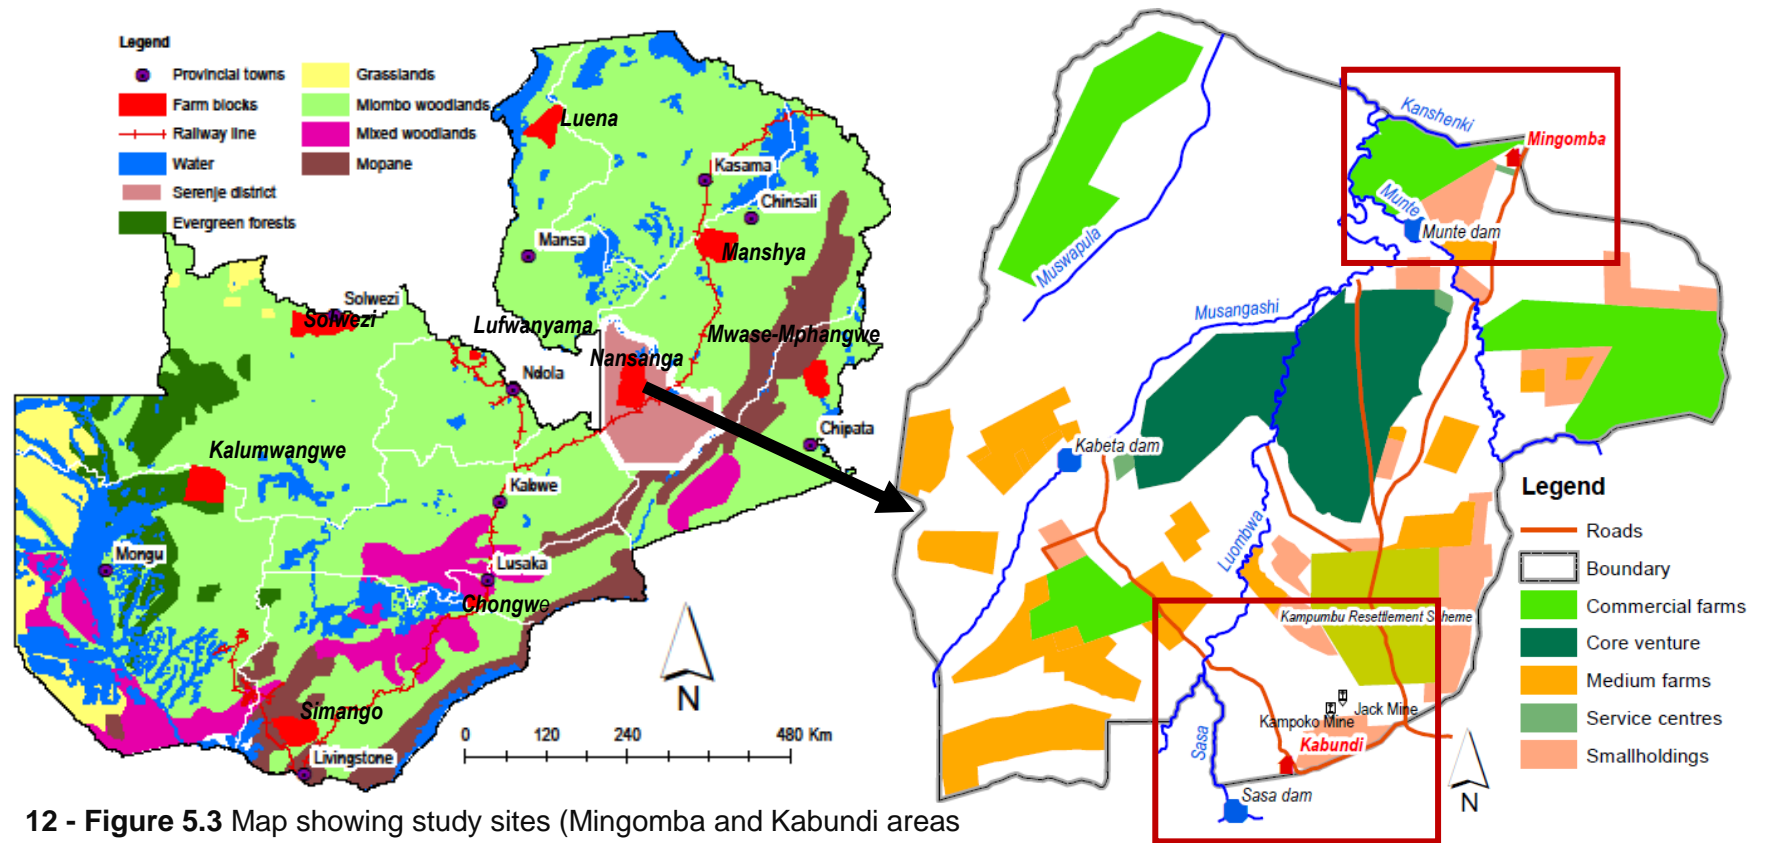 Legend
Provincial towns
Farm blocks
Railway line
Water
Serenje district
Evergreen forests
Grasslands
Miombo woodlands
Mixed woodlands
Mopane
Luena
Kasama
Chinsali
Mansa
Manshya
Solwezi
Solwezi
Lufwanyama
Mwase-Mphangwe
Nansanga
Ndola
Chipata
Kalumwangwe
Kabwe
Mongu
Lusaka
Chongwe
Simango
Livingstone
N
0 120 240 480 Km
Kanshenki
Mingomba
Munte
Munte dam
Muswapula
Musangashi
Kabeta dam
Luombwa
Kampumbu Resettlement Scheme
Jack Mine
Kampoko Mine
Kabundi
Sasa
Sasa dam
N
Legend
Roads
Boundary
Commercial farms
Core venture
Medium farms
Service centres
Smallholdings
12 - Figure 5.3 Map showing study sites (Mingomba and Kabundi areas